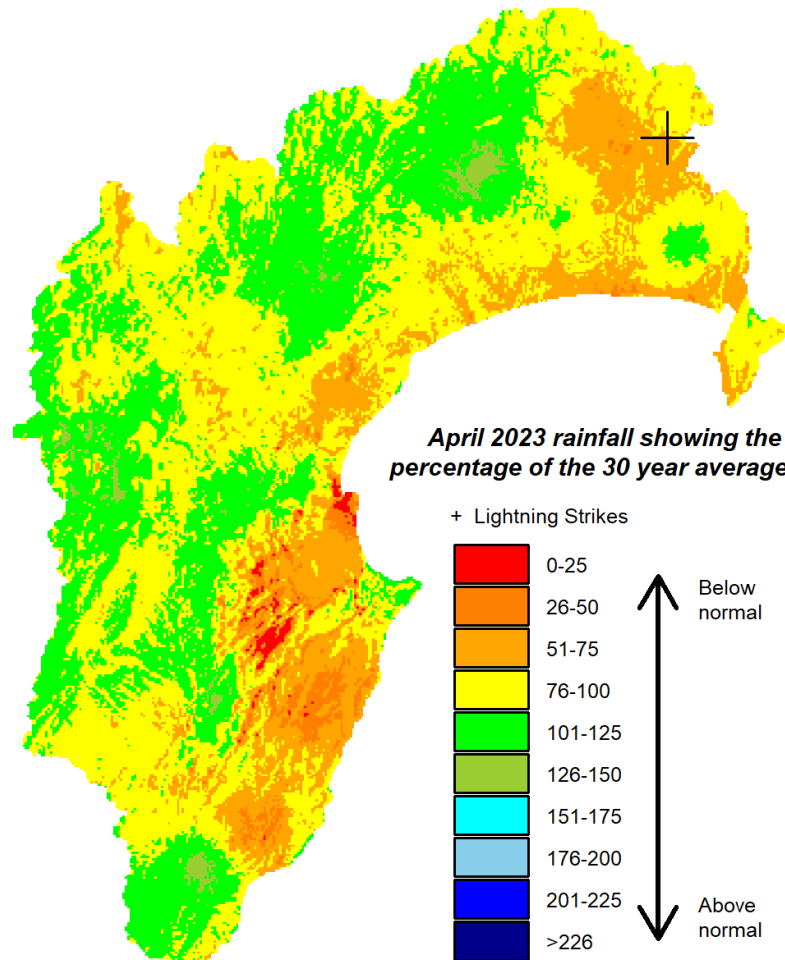 April 2023 rainfall showing the
percentage of the 30 year average
+ Lightning Strikes
0-25
26-50
51-75
76-100
101-125
126-150
151-175
176-200
201-225
>226
Below
normal
Above
normal